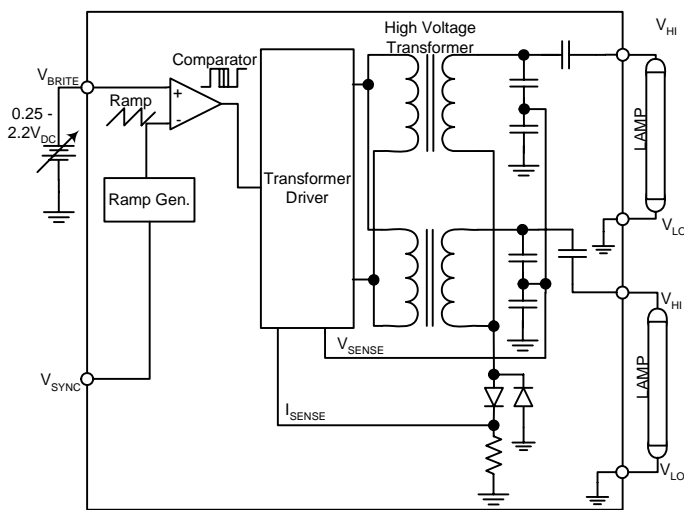 High Voltage
Transformer
V_HI
Comparator
V_BRITE
+
Ramp
-
0.25 -
2.2V_DC
LAMP
Transformer
Driver
Ramp Gen.
V_LO
V_HI
V_SENSE
V_SYNC
LAMP
I_SENSE
V_LO